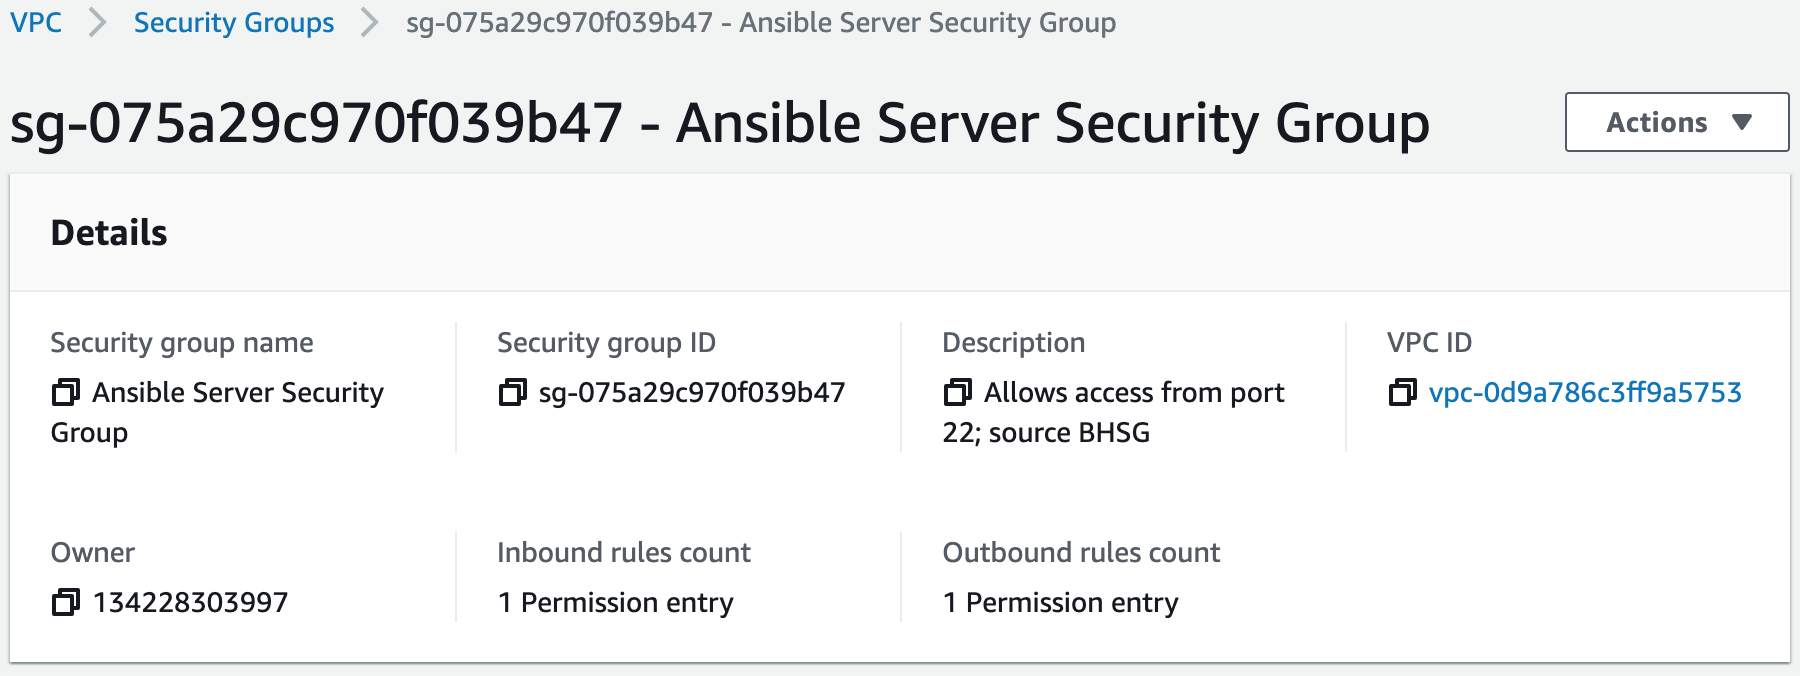 VPC > Security Groups > sg-075a29c970f039b47 - Ansible Server Security Group
sg-075a29c970f039b47 - Ansible Server Security Group
Actions
Details
Security group name
Ansible Server Security
Group
Security group ID
sg-075a29c970f039b47
Description
Allows access from port
22; source BHSG
VPC ID
vpc-0d9a786c3ff9a5753
Owner
134228303997
Inbound rules count
1 Permission entry
Outbound rules count
1 Permission entry